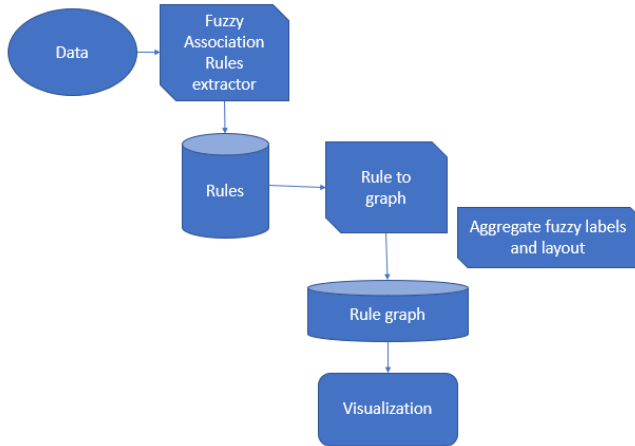 Data
Fuzzy
Association
Rules
extractor
Rules
Rule to
graph
Aggregate fuzzy labels
and layout
Rule graph
Visualization